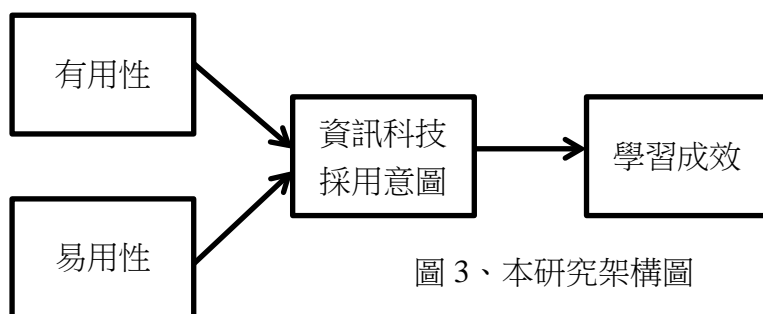 有用性
資訊科技
採用意圖
學習成效
易用性
圖 3、本研究架構圖